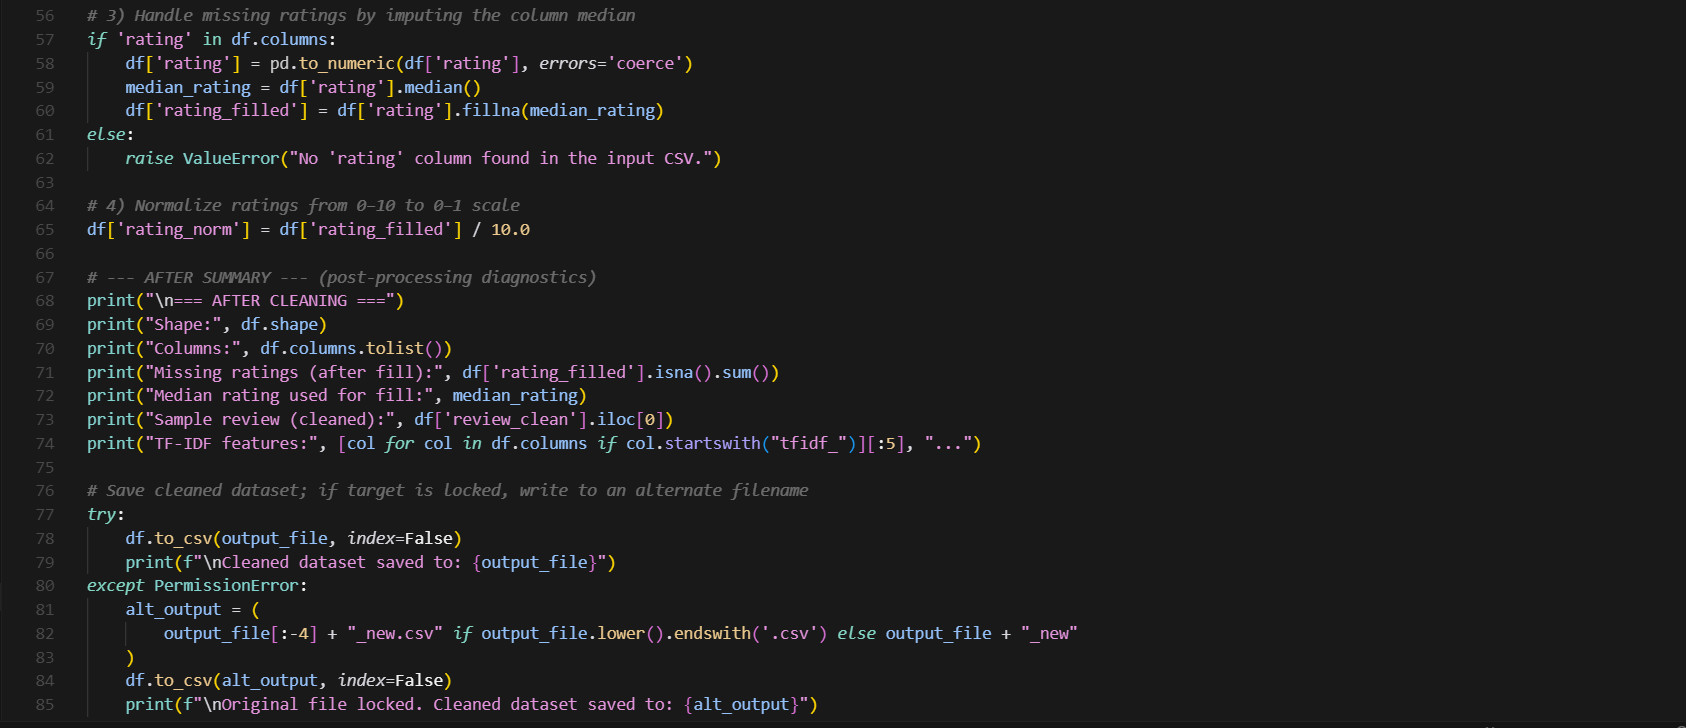 56 # 3) Handle missing ratings by imputing the column median
57 if 'rating' in df.columns:
58     df['rating'] = pd.to_numeric(df['rating'], errors='coerce')
59     median_rating = df['rating'].median()
60     df['rating_filled'] = df['rating'].fillna(median_rating)
61 else:
62     raise ValueError("No 'rating' column found in the input CSV.")
63
64 # 4) Normalize ratings from 0–10 to 0–1 scale
65 df['rating_norm'] = df['rating_filled'] / 10.0
66
67 # --- AFTER SUMMARY --- (post-processing diagnostics)
68 print("\n=== AFTER CLEANING ===")
69 print("Shape:", df.shape)
70 print("Columns:", df.columns.tolist())
71 print("Missing ratings (after fill):", df['rating_filled'].isna().sum())
72 print("Median rating used for fill:", median_rating)
73 print("Sample review (cleaned):", df['review_clean'].iloc[0])
74 print("TF-IDF features:", [col for col in df.columns if col.startswith("tfidf_")][:5], "...")
75
76 # Save cleaned dataset; if target is locked, write to an alternate filename
77 try:
78     df.to_csv(output_file, index=False)
79     print(f"\nCleaned dataset saved to: {output_file}")
80 except PermissionError:
81     alt_output = (
82         output_file[:-4] + "_new.csv" if output_file.lower().endswith('.csv') else output_file + "_new"
83     )
84     df.to_csv(alt_output, index=False)
85     print(f"\nOriginal file locked. Cleaned dataset saved to: {alt_output}")